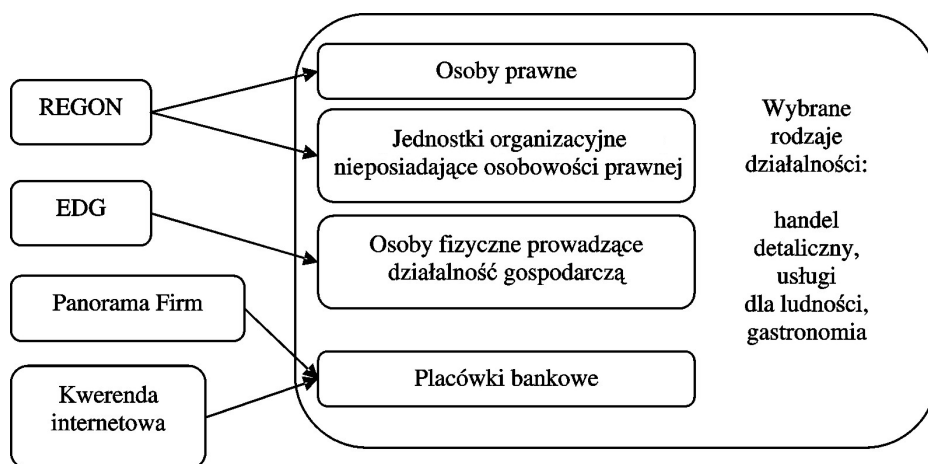 REGON
EDG
Panorama Firm
Kwerenda
internetowa
Osoby prawne
Jednostki organizacyjne
nieposiadające osobowości prawnej
Osoby fizyczne prowadzące
działalność gospodarczą
Placówki bankowe
Wybrane
rodzaje
działalności:
handel
detaliczny,
usługi
dla ludności,
gastronomia